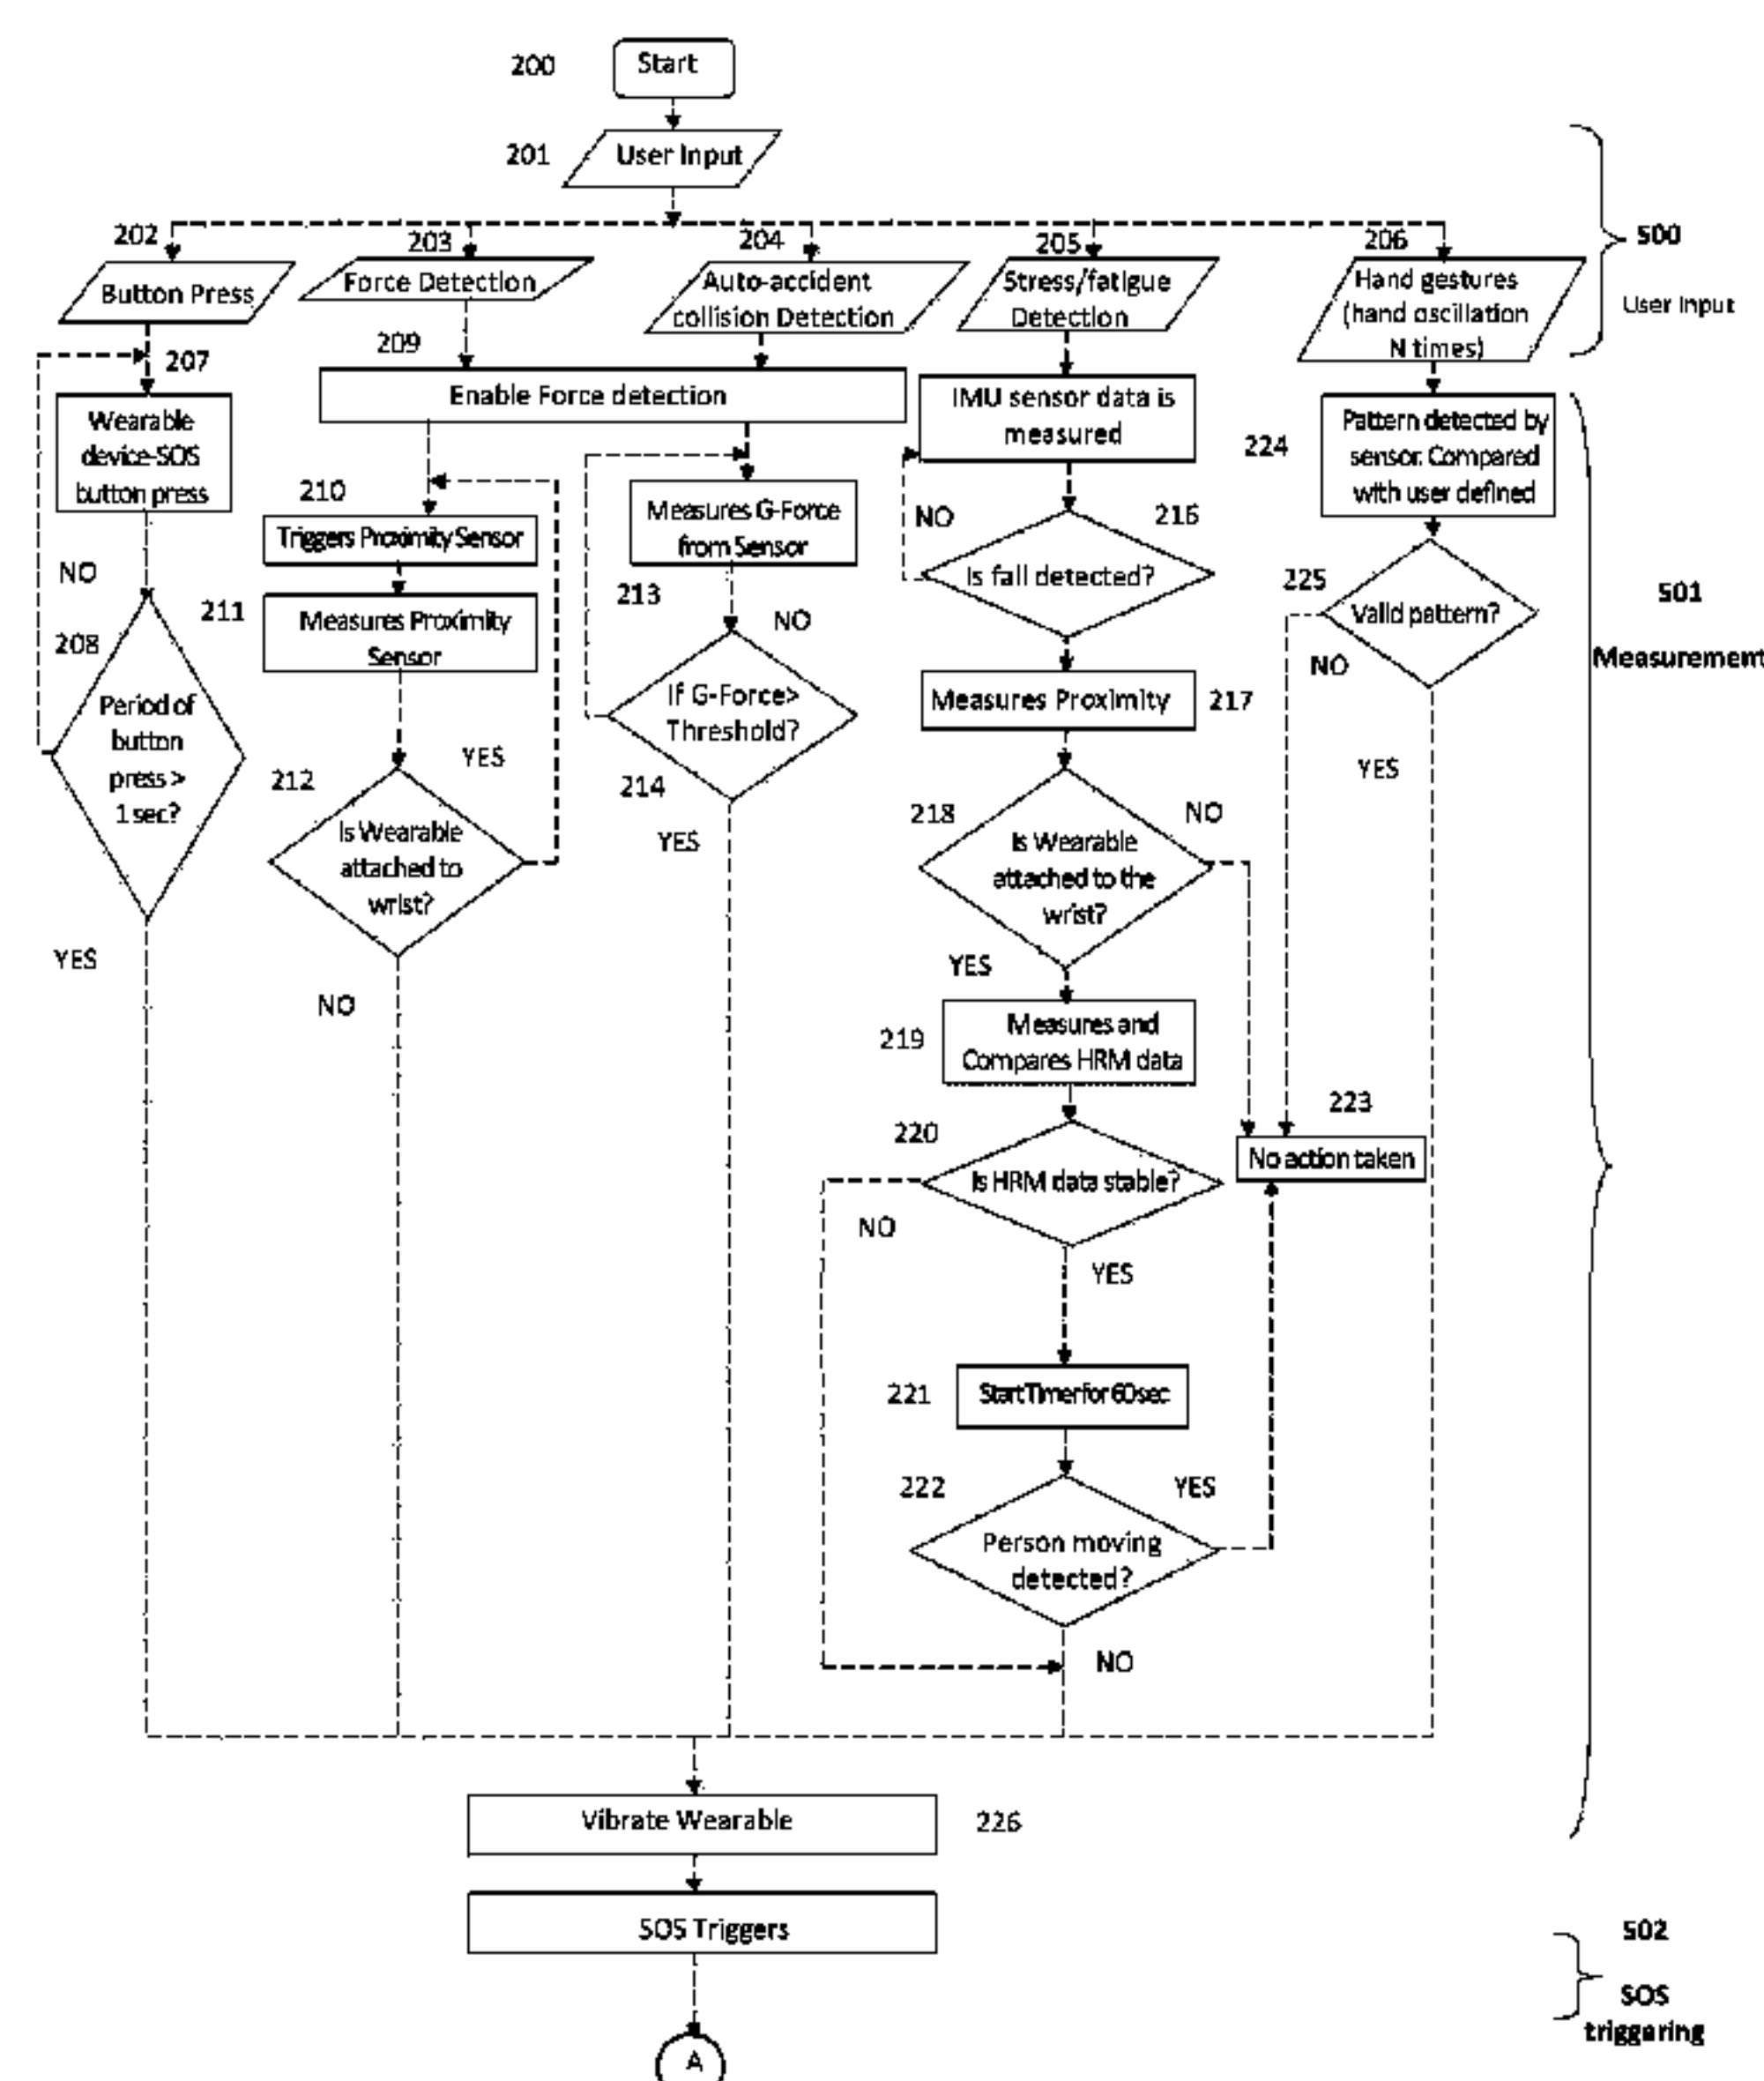 200
Start
201
User Input
202
203
204
205
206
500
Button Press
Force Detection
Auto-accident
collision Detection
Stress/fatigue
Detection
Hand gestures
(hand oscillation
N times)
User Input
207
209
Enable Force detection
Wearable
device-SOS
button press
IMU sensor data is
measured
224
Pattern detected by
sensor. Compared
with user defined
210
Triggers Proximity Sensor
Measures G-Force
from Sensor
NO
216
Is fall detected?
NO
211
Measures Proximity
Sensor
213
NO
225
Valid pattern?
NO
501
Measurement
208
Period of
button
press >
1 sec?
If G-Force>
Threshold?
Measures Proximity
217
212
YES
214
YES
YES
Is Wearable
attached to
wrist?
218
NO
Is Wearable
attached to the
wrist?
YES
NO
YES
219
Measures and
Compares HRM data
223
No action taken
220
Is HRM data stable?
NO
YES
221
Start Timer for 60 sec
222
YES
Person moving
detected?
NO
Vibrate Wearable
226
SOS Triggers
502
SOS
triggering
A